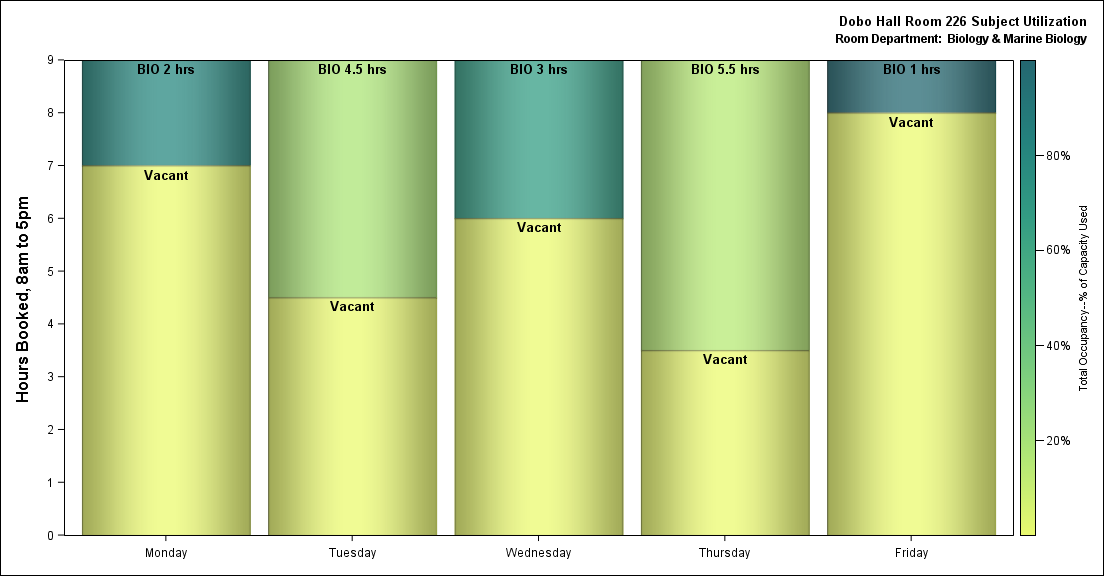 Dobo Hall Room 226 Subject Utilization
Room Department: Biology & Marine Biology
Hours Booked, 8am to 5pm
9
8
7
6
5
4
3
2
1
0
BIO 2 hrs
Vacant
BIO 4.5 hrs
Vacant
BIO 3 hrs
Vacant
BIO 5.5 hrs
Vacant
BIO 1 hrs
Vacant
Monday
Tuesday
Wednesday
Thursday
Friday
80%
60%
40%
20%
Total Occupancy--% of Capacity Used